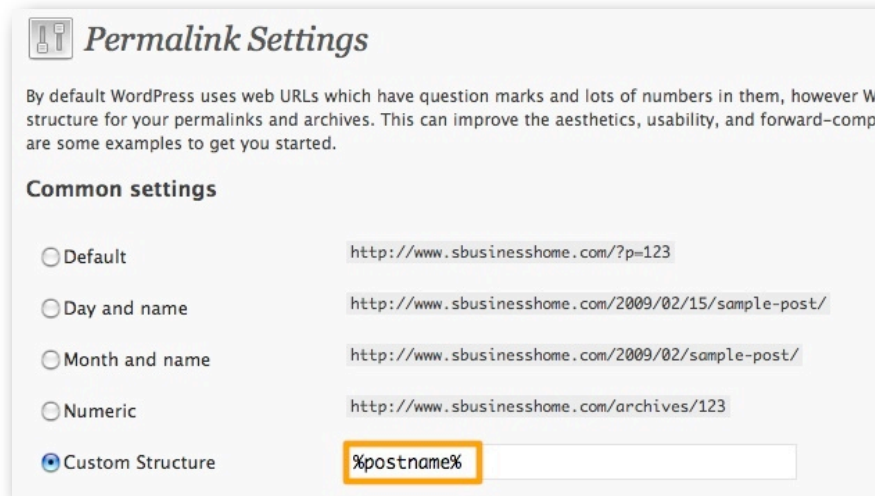 Permalink Settings
By default WordPress uses web URLs which have question marks and lots of numbers in them, however W
structure for your permalinks and archives. This can improve the aesthetics, usability, and forward-comp
are some examples to get you started.
Common settings
Default http://www.sbusinesshome.com/?p=123
Day and name http://www.sbusinesshome.com/2009/02/15/sample-post/
Month and name http://www.sbusinesshome.com/2009/02/sample-post/
Numeric http://www.sbusinesshome.com/archives/123
Custom Structure %postname%